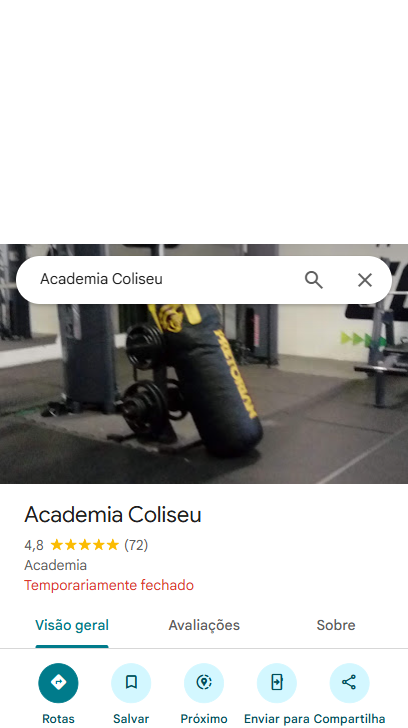 Academia Coliseu
PRETORIAN
Academia Coliseu
4,8 (72)
Academia
Temporariamente fechado
Visão geral Avaliações Sobre
Rotas Salvar Próximo Enviar para Compartilha